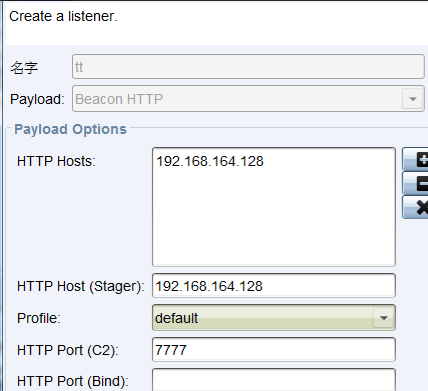 Create a listener.
名字 tt
Payload: Beacon HTTP
Payload Options
HTTP Hosts: 192.168.164.128
HTTP Host (Stager): 192.168.164.128
Profile: default
HTTP Port (C2): 7777
HTTP Port (Bind):